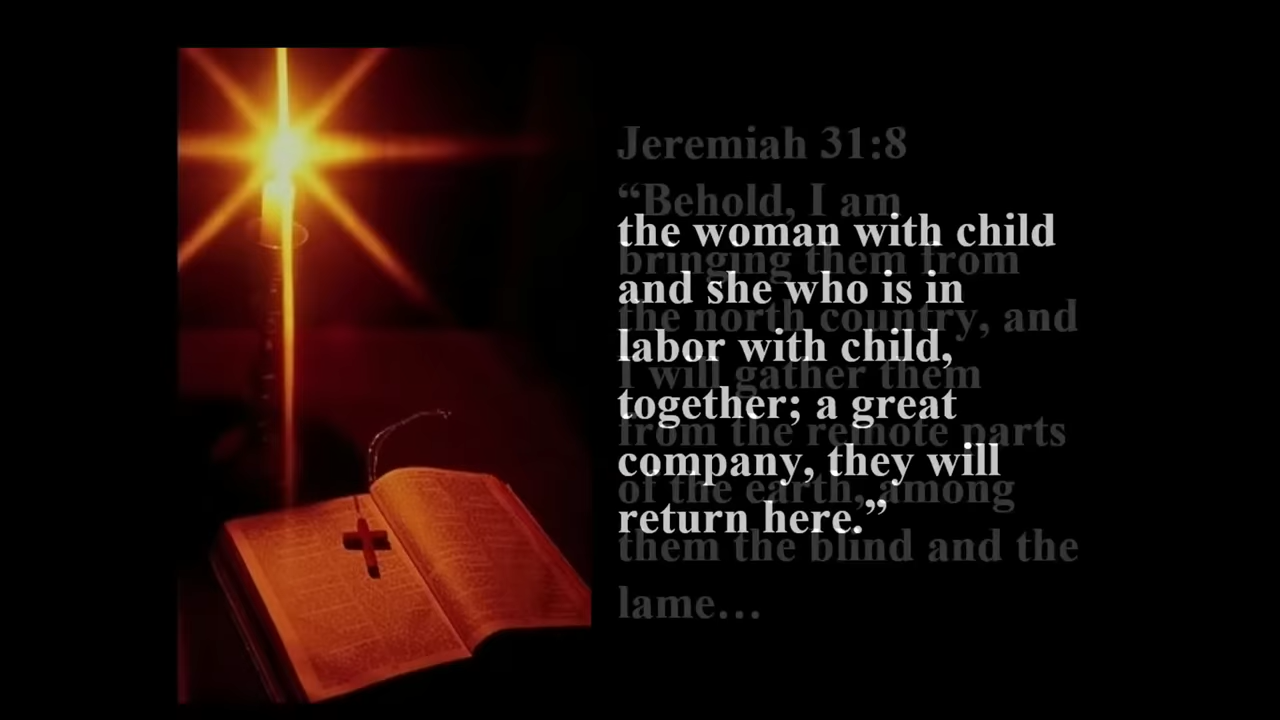 Jeremiah 31:8
“Behold, I am
bringing them from
the north country, and
I will gather them
from the remote parts
of the earth, among
them the blind and the
lame…
the woman with child
and she who is in
labor with child,
together; a great
company, they will
return here.”